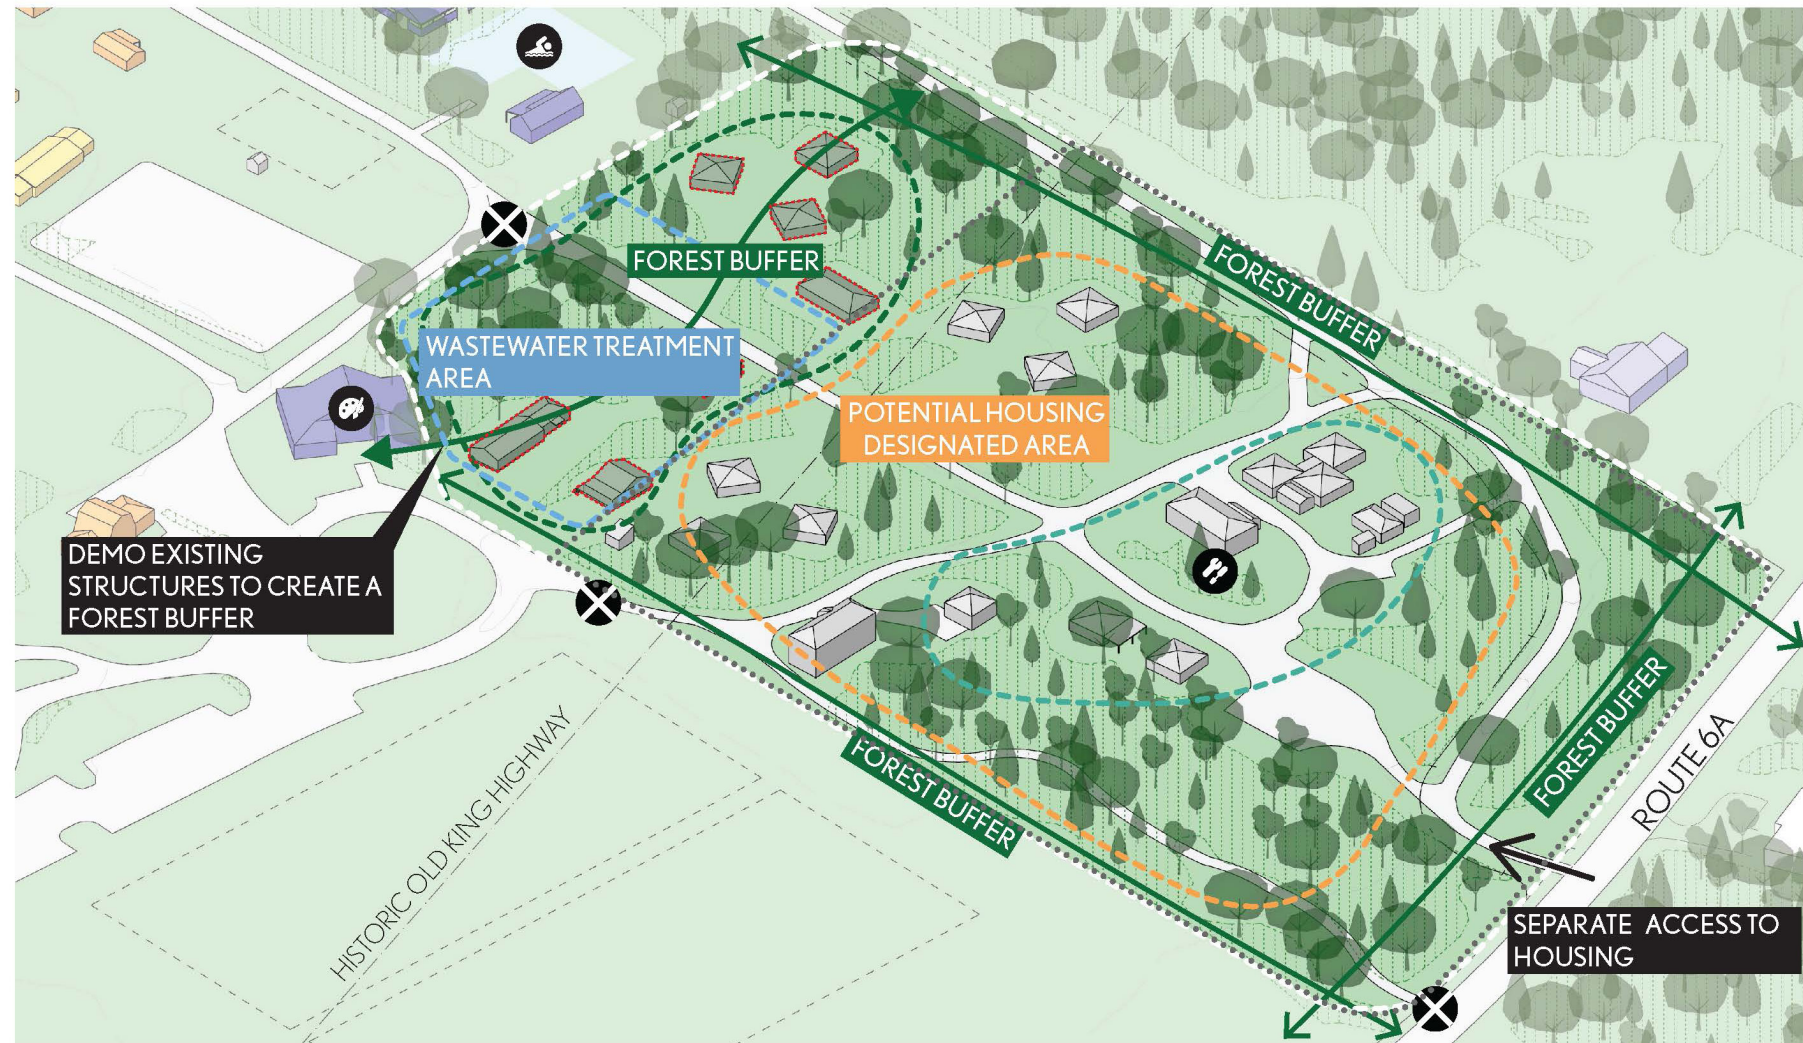 FOREST BUFFER
FOREST BUFFER
WASTEWATER TREATMENT
AREA
POTENTIAL HOUSING
DESIGNATED AREA
DEMO EXISTING
STRUCTURES TO CREATE A
FOREST BUFFER
FOREST BUFFER
FOREST BUFFER
ROUTE 6A
HISTORIC OLD KING HIGHWAY
SEPARATE ACCESS TO
HOUSING